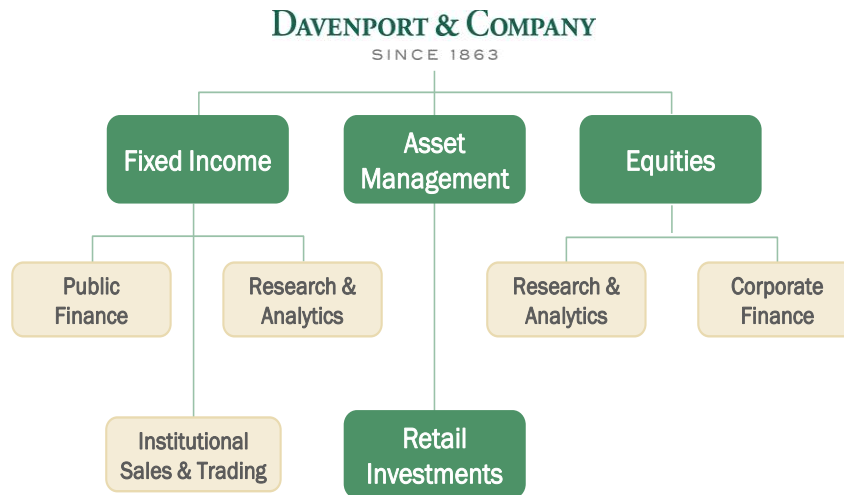 DAVENPORT & COMPANY
SINCE 1863
Fixed Income
Asset
Management
Equities
Public
Finance
Research &
Analytics
Research &
Analytics
Corporate
Finance
Institutional
Sales & Trading
Retail
Investments